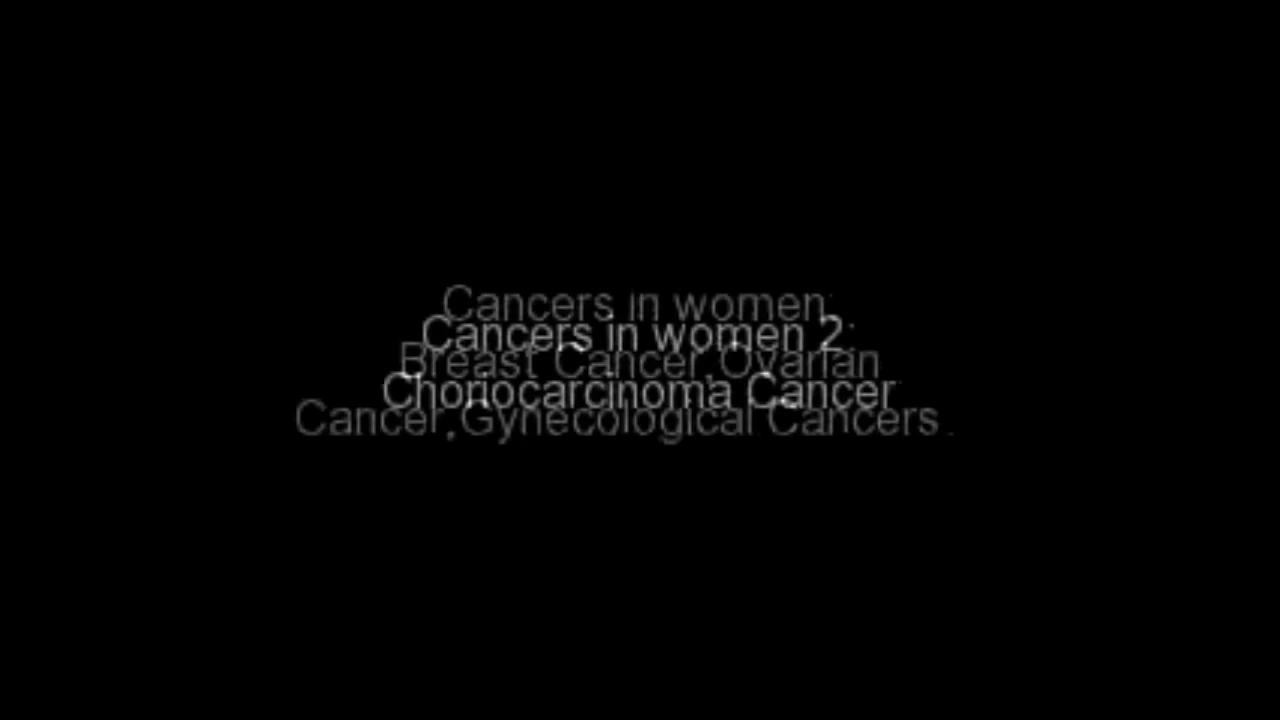 Cancers in women:
Cancers in women 2:
Breast Cancer,Ovarian
Choriocarcinoma Cancer
Cancer,Gynecological Cancers.